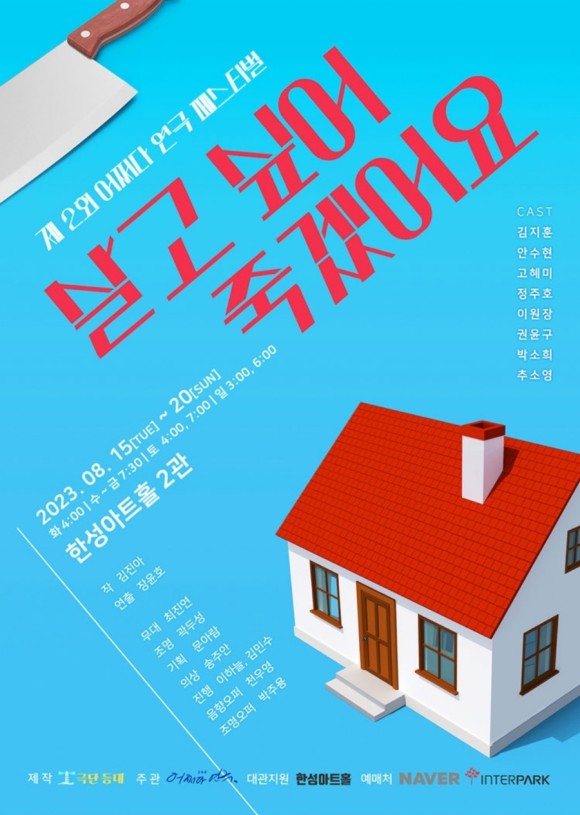 제 2회 어쩌다 연극 페스티벌
살고 싶어
죽겠어요
CAST
김지훈
안수현
고혜미
정주호
이원장
권윤구
박소희
추소영
2023. 08. 15[TUE] ~ 20[SUN]
화 4:00 | 수 ~ 금 7:30 | 토 4:00, 7:00 | 일 3:00, 6:00
한성아트홀 2관
작 김진아
연출 장윤호
무대 최진연
조명 곽두성
기획 문아람
의상 송주안
진행 이하늘, 김민수
음향오퍼 천우영
조명오퍼 박주용
제작 극단 등대 주관 어쩌다 연극 대관지원 한성아트홀 예매처 NAVER INTERPARK